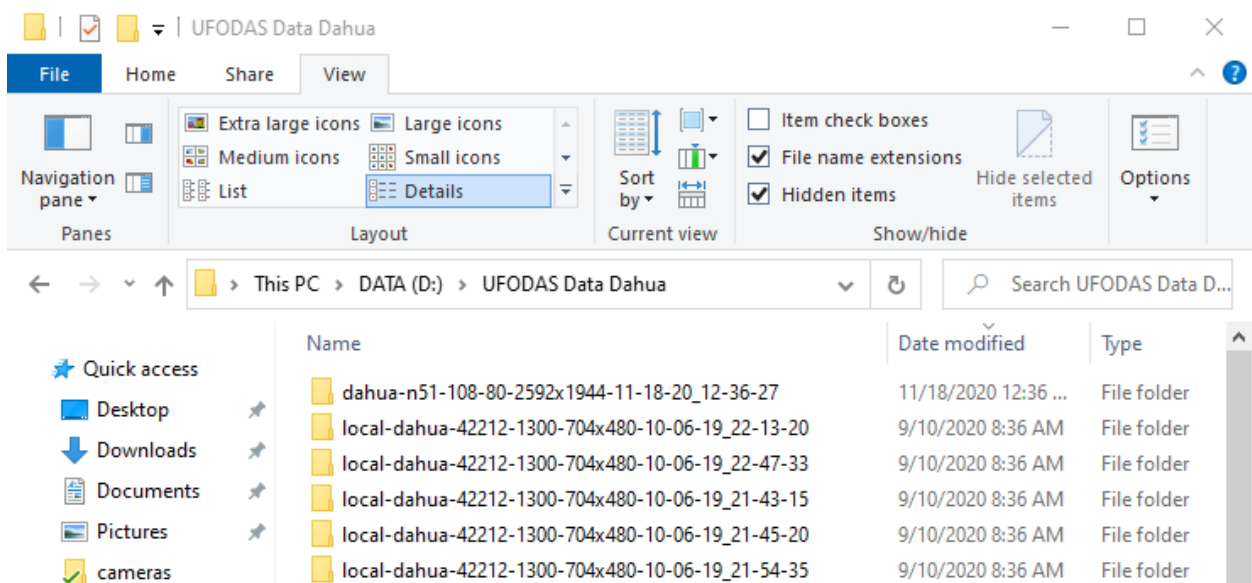 UFODAS Data Dahua
File Home Share View
Extra large icons Large icons
Medium icons Small icons
List Details
Navigation pane
Sort by
Item check boxes
File name extensions
Hidden items
Hide selected items
Options
Panes Layout Current view Show/hide
This PC > DATA (D:) > UFODAS Data Dahua
Search UFODAS Data D...
Name Date modified Type
Quick access
Desktop
Downloads
Documents
Pictures
cameras
dahua-n51-108-80-2592x1944-11-18-20_12-36-27 11/18/2020 12:36 ... File folder
local-dahua-42212-1300-704x480-10-06-19_22-13-20 9/10/2020 8:36 AM File folder
local-dahua-42212-1300-704x480-10-06-19_22-47-33 9/10/2020 8:36 AM File folder
local-dahua-42212-1300-704x480-10-06-19_21-43-15 9/10/2020 8:36 AM File folder
local-dahua-42212-1300-704x480-10-06-19_21-45-20 9/10/2020 8:36 AM File folder
local-dahua-42212-1300-704x480-10-06-19_21-54-35 9/10/2020 8:36 AM File folder